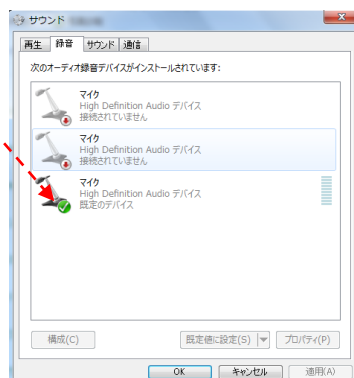 サウンド
再生 録音 サウンド 通信
次のオーディオ録音デバイスがインストールされています:
マイク
High Definition Audio デバイス
接続されていません
マイク
High Definition Audio デバイス
接続されていません
マイク
High Definition Audio デバイス
既定のデバイス
構成(C) 既定値に設定(S) プロパティ(P)
OK キャンセル 適用(A)